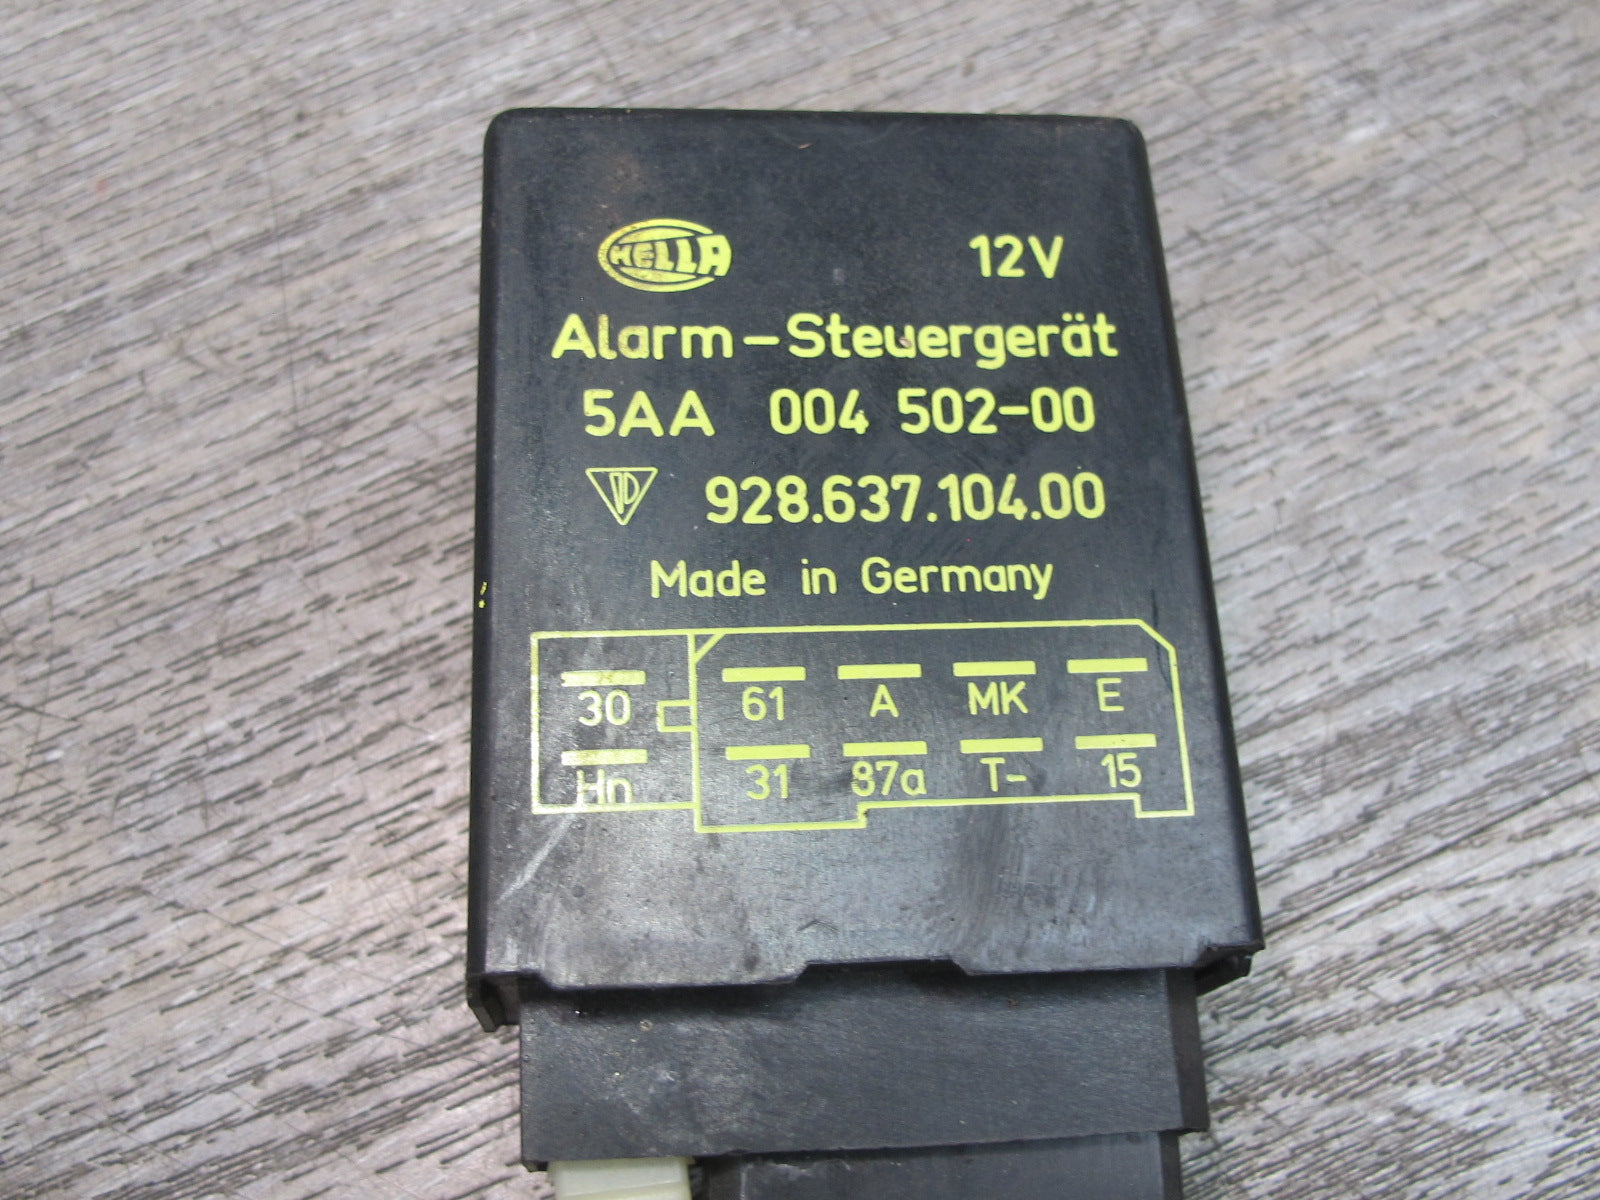 HELLA 12V
Alarm-Steuergerät
5AA 004 502-00
928.637.104.00
Made in Germany
30 61 A MK E
Hn 31 87a T- 15